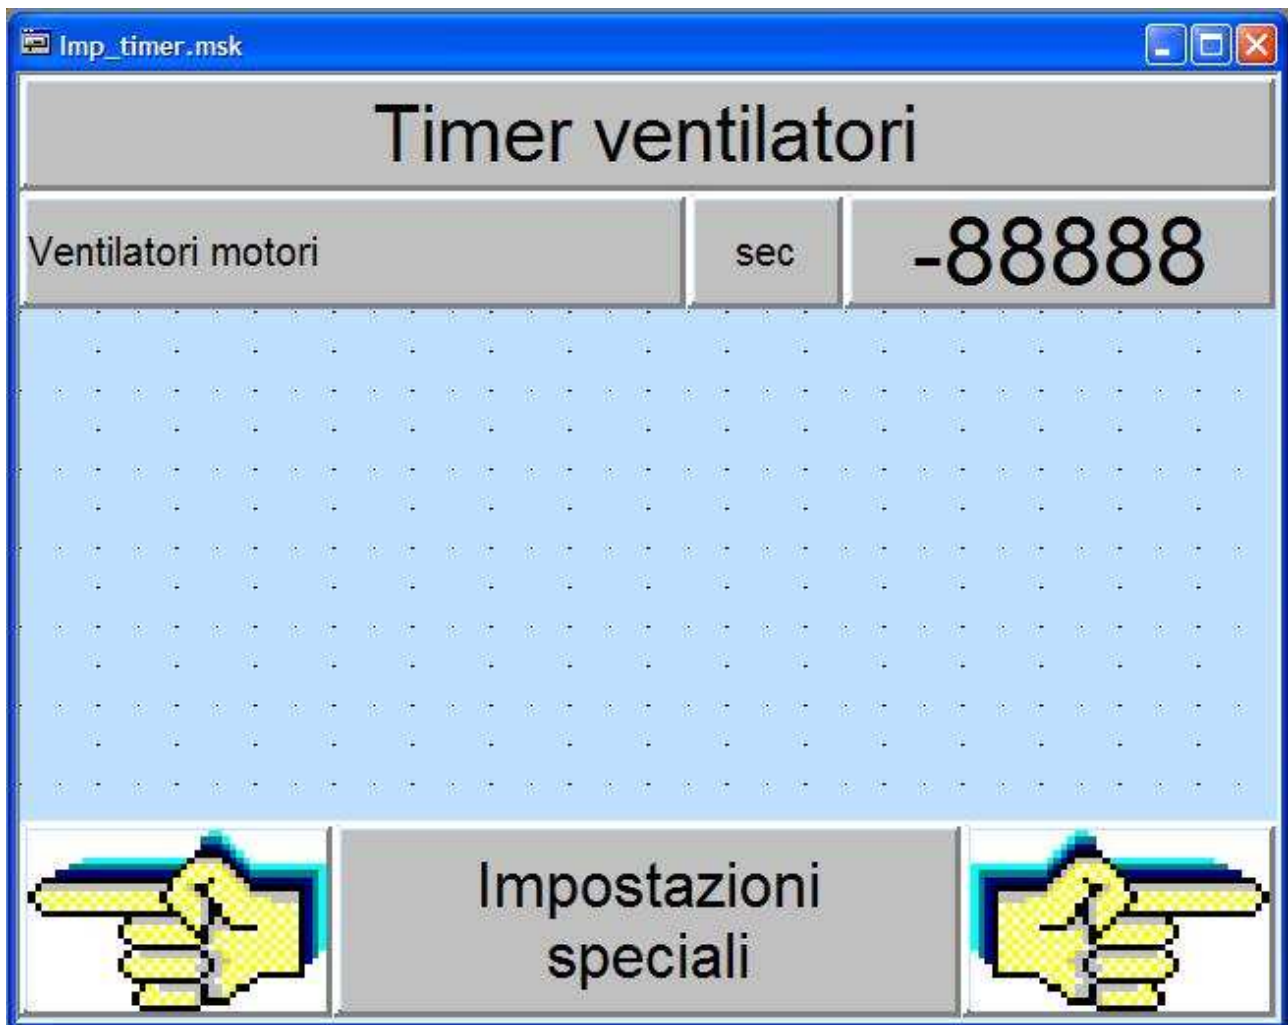 Imp_timer.msk
Timer ventilatori
Ventilatori motori sec -88888
Impostazioni
speciali